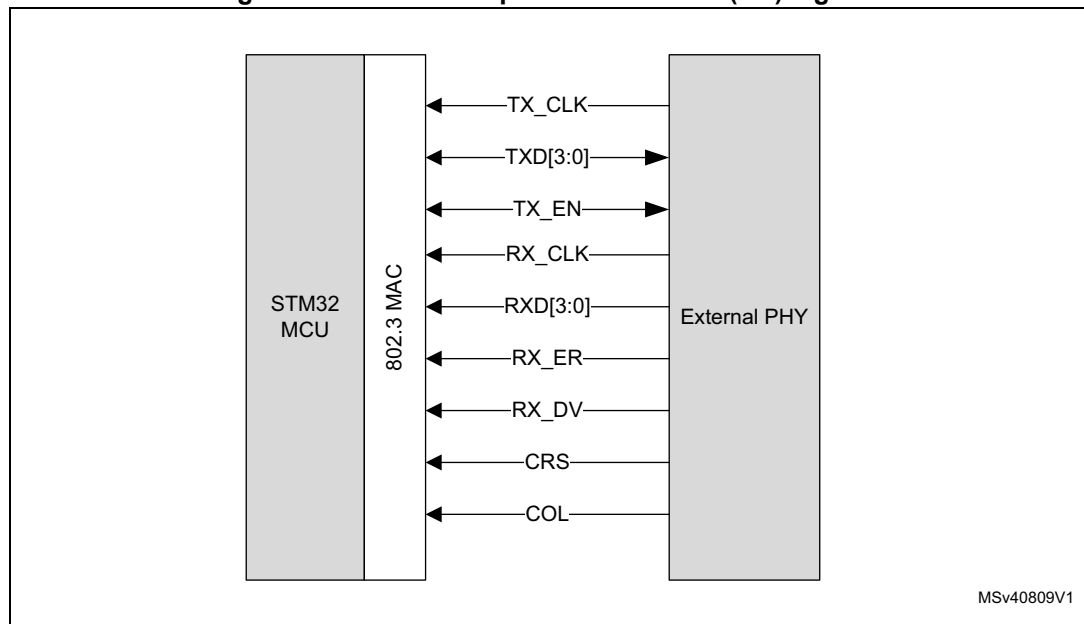 TX_CLK
TXD[3:0]
TX_EN
RX_CLK
RXD[3:0]
RX_ER
RX_DV
CRS
COL
STM32
MCU
802.3 MAC
External PHY
MSv40809V1